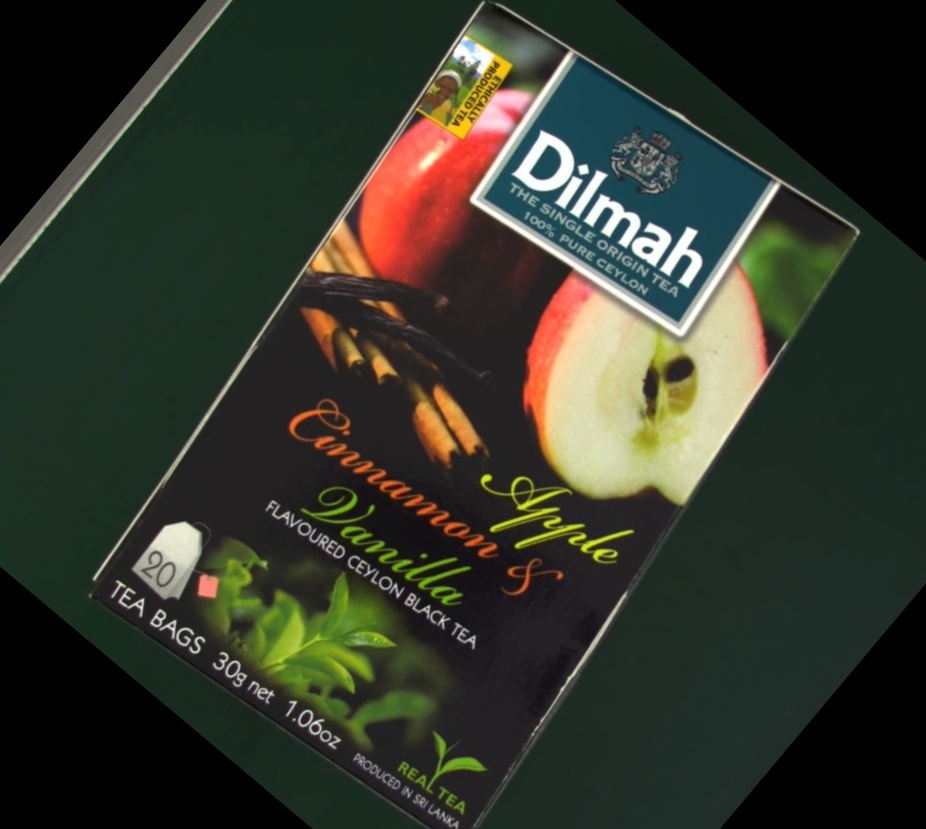 ETHICALLY
PRODUCED TEA
Dilmah
THE SINGLE ORIGIN TEA
100% PURE CEYLON
Apple
Cinnamon &
Vanilla
FLAVOURED CEYLON BLACK TEA
20
TEA BAGS 30g net 1.06oz
REAL TEA
PRODUCED IN SRI LANKA